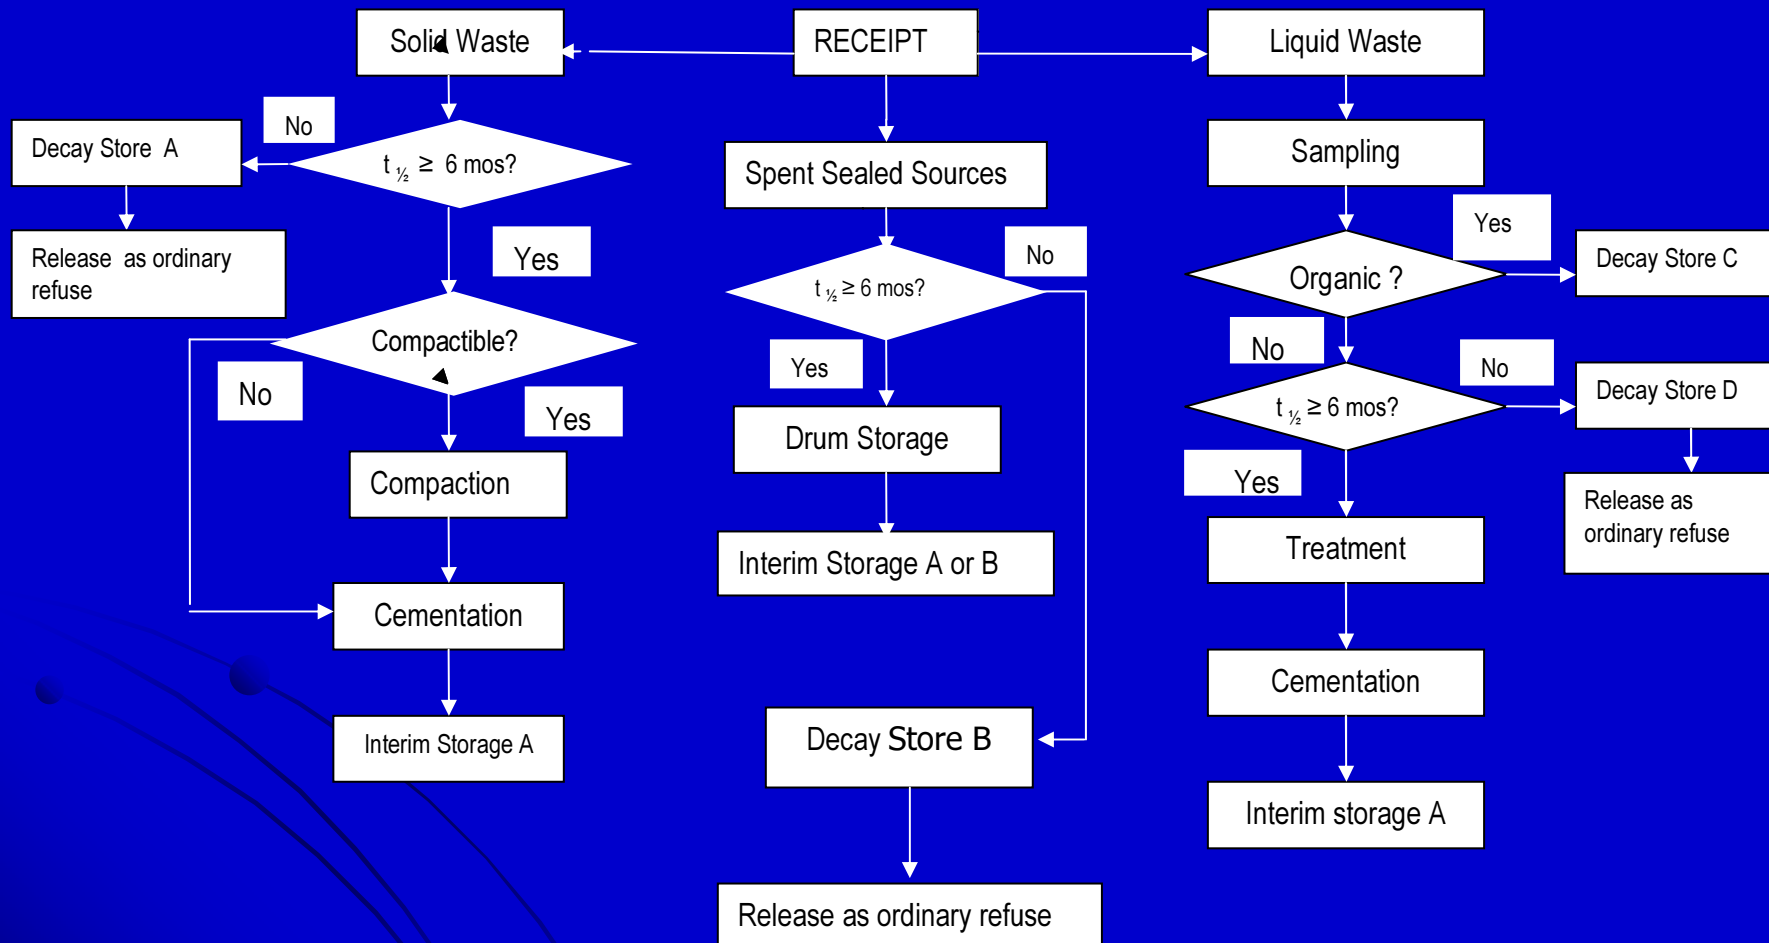 Solid Waste
RECEIPT
Liquid Waste
No
Decay Store A
t ½ ≥ 6 mos?
Release as ordinary
refuse
Yes
Compactible?
No
Yes
Compaction
Cementation
Interim Storage A
Spent Sealed Sources
No
t ½ ≥ 6 mos?
Yes
Drum Storage
Interim Storage A or B
Decay Store B
Release as ordinary refuse
Sampling
Yes
Organic ?
Decay Store C
No
No
t ½ ≥ 6 mos?
Decay Store D
Yes
Release as
ordinary refuse
Treatment
Cementation
Interim storage A